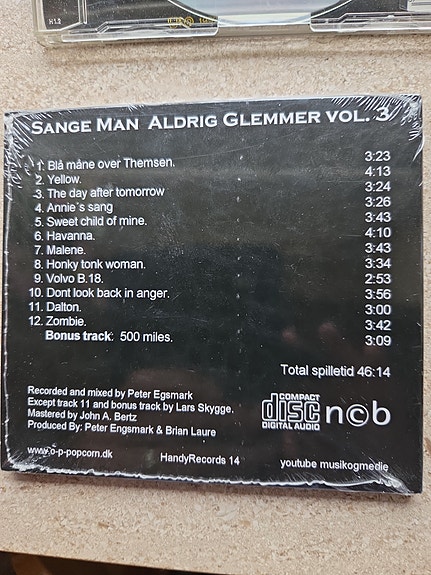 H1.2
SANGE MAN ALDRIG GLEMMER VOL. 3
1. Blå måne over Themsen. 3:23
2. Yellow. 4:13
3. The day after tomorrow 3:24
4. Annie´s sang 3:26
5. Sweet child of mine. 3:43
6. Havanna. 4:10
7. Malene. 3:43
8. Honky tonk woman. 3:34
9. Volvo B.18. 2:53
10. Dont look back in anger. 3:56
11. Dalton. 3:00
12. Zombie. 3:42
Bonus track: 500 miles. 3:09
Total spilletid 46:14
Recorded and mixed by Peter Egsmark
Except track 11 and bonus track by Lars Skygge.
Mastered by John A. Bertz
Produced By: Peter Engsmark & Brian Laure
COMPACT
disc
DIGITAL AUDIO
n©b
www.o-p-popcorn.dk HandyRecords 14 youtube musikogmedie